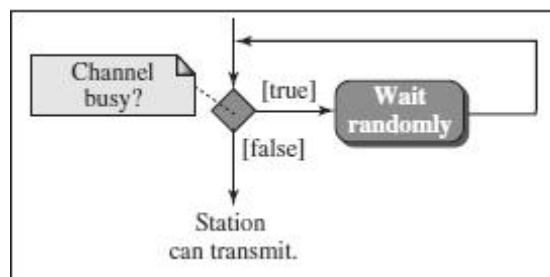 Channel
busy?
[true]
Wait
randomly
[false]
Station
can transmit.